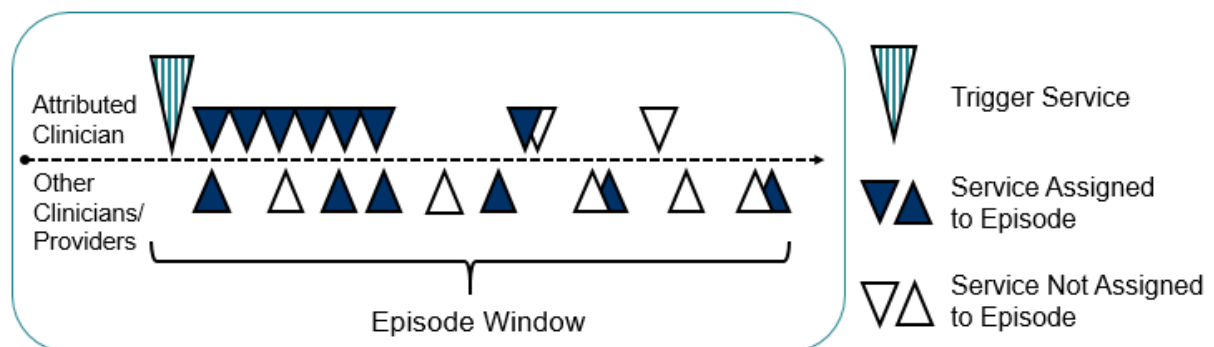 Attributed
Clinician
Other
Clinicians/
Providers
Episode Window
Trigger Service
Service Assigned
to Episode
Service Not Assigned
to Episode